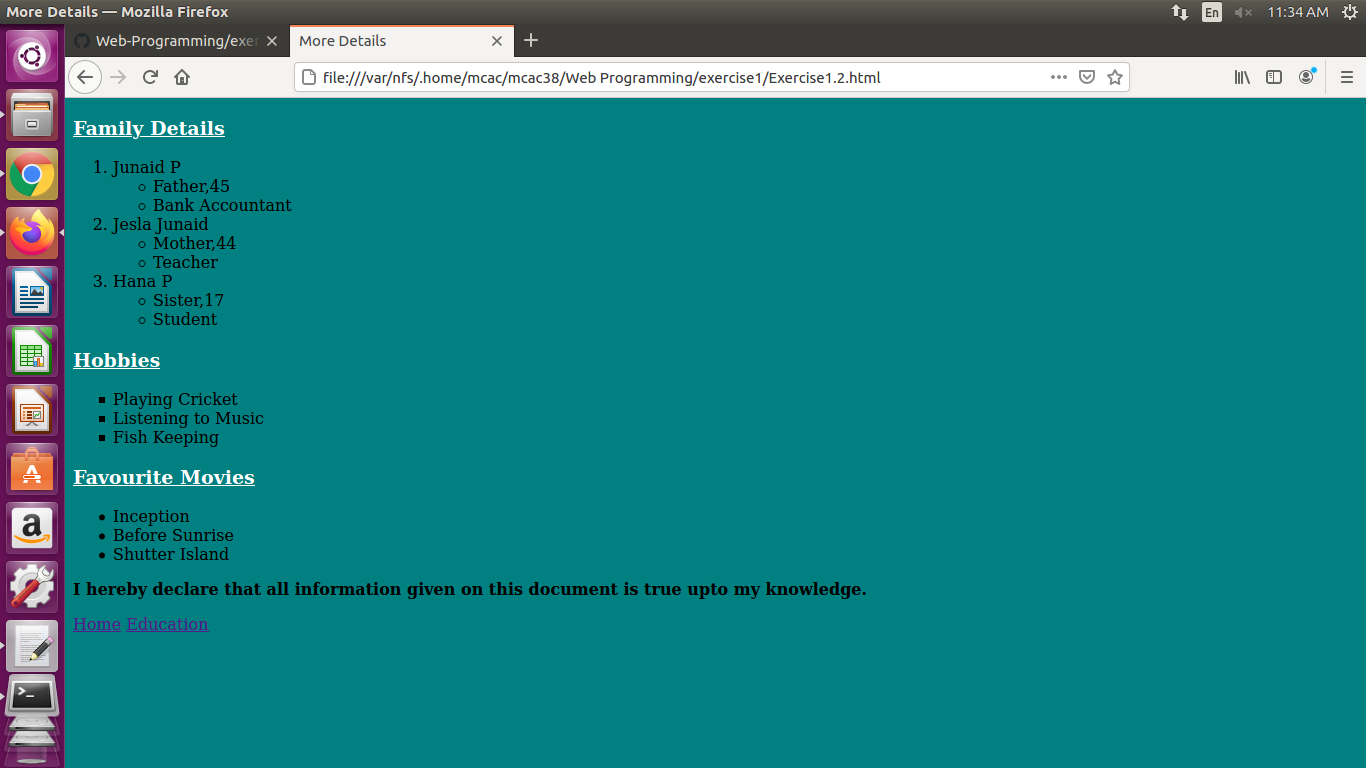 More Details — Mozilla Firefox
En
11:34 AM
Web-Programming/exer
More Details
file:///var/nfs/.home/mcac/mcac38/Web Programming/exercise1/Exercise1.2.html
Family Details
1. Junaid P
Father,45
Bank Accountant
2. Jesla Junaid
Mother,44
Teacher
3. Hana P
Sister,17
Student
Hobbies
Playing Cricket
Listening to Music
Fish Keeping
Favourite Movies
Inception
Before Sunrise
Shutter Island
I hereby declare that all information given on this document is true upto my knowledge.
Home Education